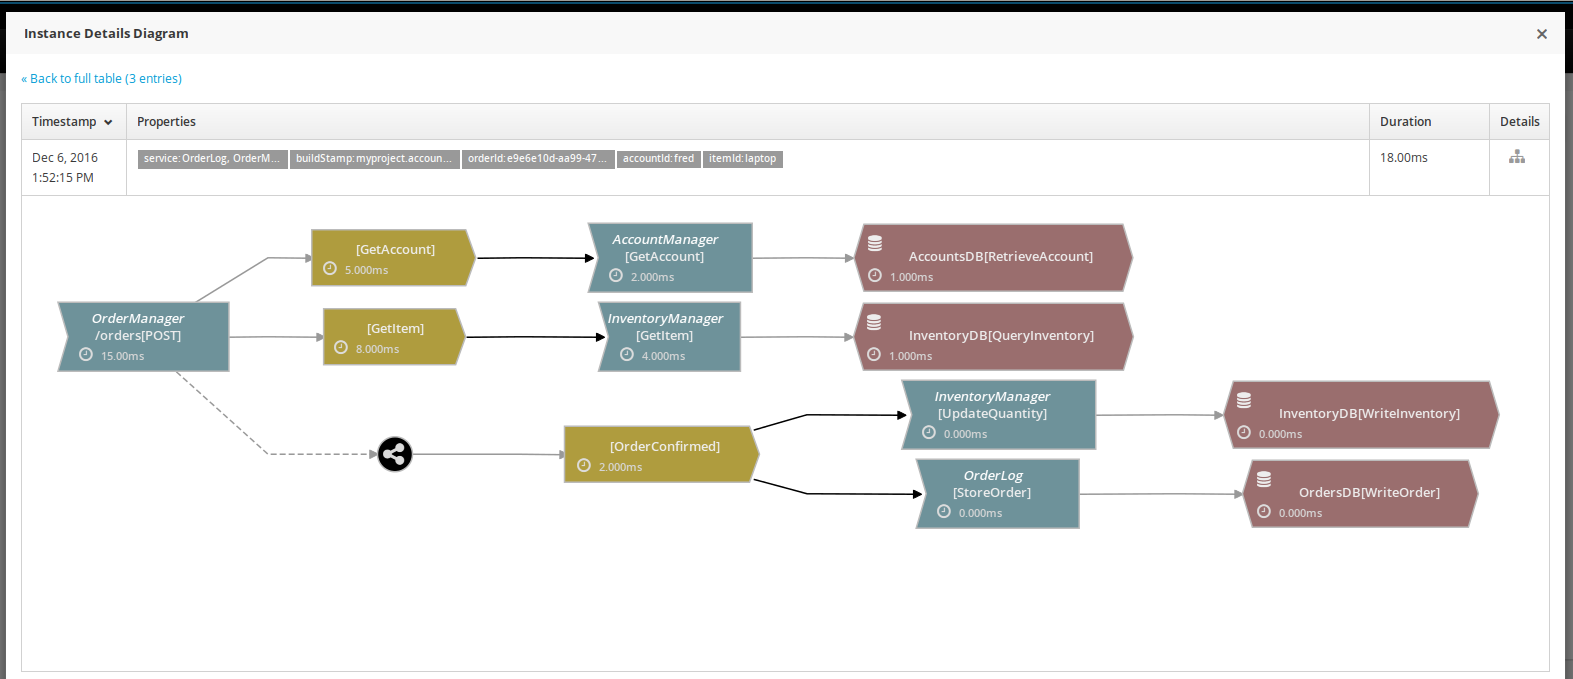 Instance Details Diagram
×
« Back to full table (3 entries)
Timestamp Properties Duration Details
Dec 6, 2016
1:52:15 PM
service: OrderLog, OrderM...
buildStamp: myproject.accoun...
orderId: e9e6e10d-aa99-47...
accountId: fred
itemId: laptop
18.00ms
[GetAccount]
5.000ms
AccountManager
[GetAccount]
2.000ms
AccountsDB[RetrieveAccount]
1.000ms
OrderManager
/orders[POST]
15.00ms
[GetItem]
8.000ms
InventoryManager
[GetItem]
4.000ms
InventoryDB[QueryInventory]
1.000ms
InventoryManager
[UpdateQuantity]
0.000ms
InventoryDB[WriteInventory]
0.000ms
[OrderConfirmed]
2.000ms
OrderLog
[StoreOrder]
0.000ms
OrdersDB[WriteOrder]
0.000ms